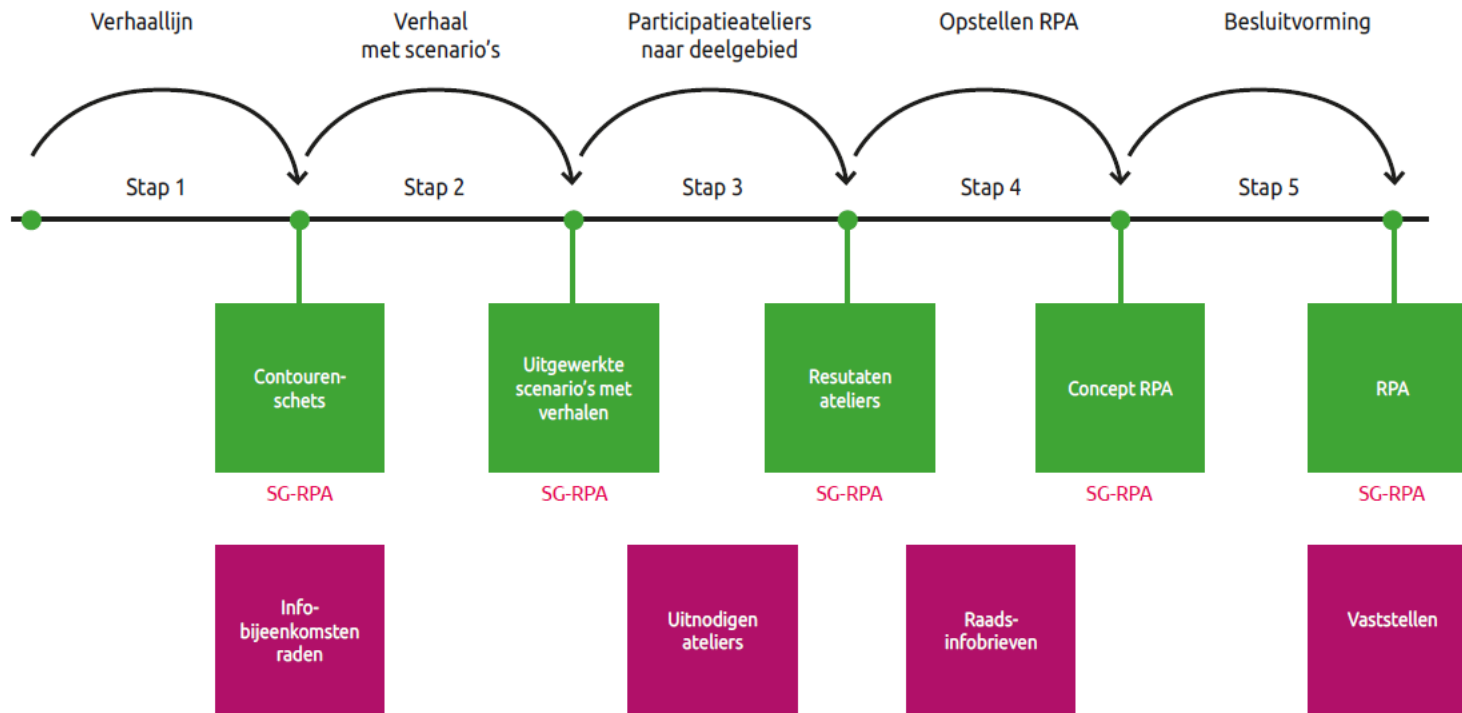 Verhaallijn
Verhaal
met scenario's
Participatieateliers
naar deelgebied
Opstellen RPA
Besluitvorming
Stap 1
Stap 2
Stap 3
Stap 4
Stap 5
Contouren-
schets
Uitgewerkte
scenario's met
verhalen
Resutaten
ateliers
Concept RPA
RPA
SG-RPA
SG-RPA
SG-RPA
SG-RPA
SG-RPA
Info-
bijeenkomsten
raden
Uitnodigen
ateliers
Raads-
infobrieven
Vaststellen